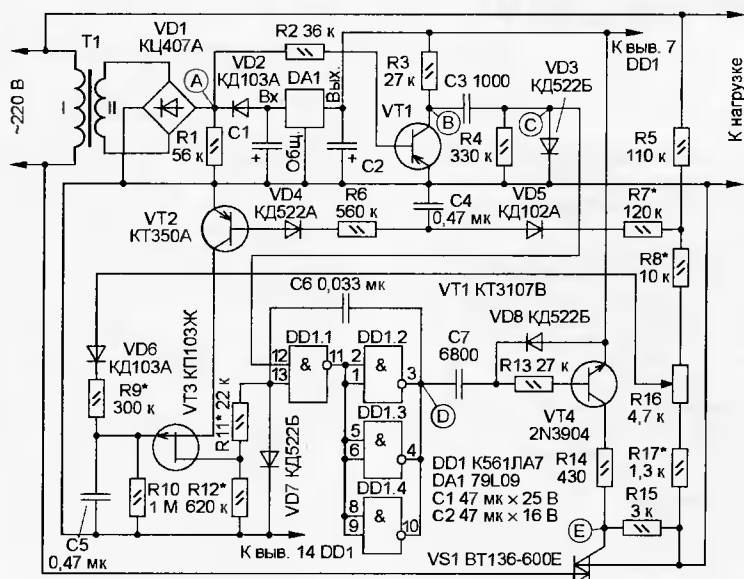 VD1
КЦ407А
Т1
R2 36 к
R3
27 к
К выв. 7
DD1
VD2
КД103А
DA1
Вх
Вых.
Общ.
С3 1000
VD3
КД522Б
К нагрузке
~220 В
I
II
A
B
C
VT1
R1
56 к
C1
+
+
C2
R4
330 к
R5
110 к
VT2
КТ350А
VD4
КД522А
R6
560 к
C4
0,47 мк
VD5
КД102А
R7*
120 к
R8*
10 к
C6 0,033 мк
VT1 КТ3107В
VD6
КД103А
R9*
300 к
VT3 КП103Ж
R11* 22 к
DD1.1
12
13
&
11
DD1.2
2
1
&
3
C7
6800
VD8 КД522Б
R13 27 к
D
R16
4,7 к
VT4
2N3904
DD1.3
5
6
&
4
DD1 К561ЛА7
DA1 79L09
С1 47 мк × 25 В
С2 47 мк × 16 В
R14
430
R17*
1,3 к
VD7 КД522Б
R10
1 М
R12*
620 к
DD1.4
8
9
&
10
R15
3 к
E
C5
0,47 мк
К выв. 14 DD1
VS1 BT136-600E